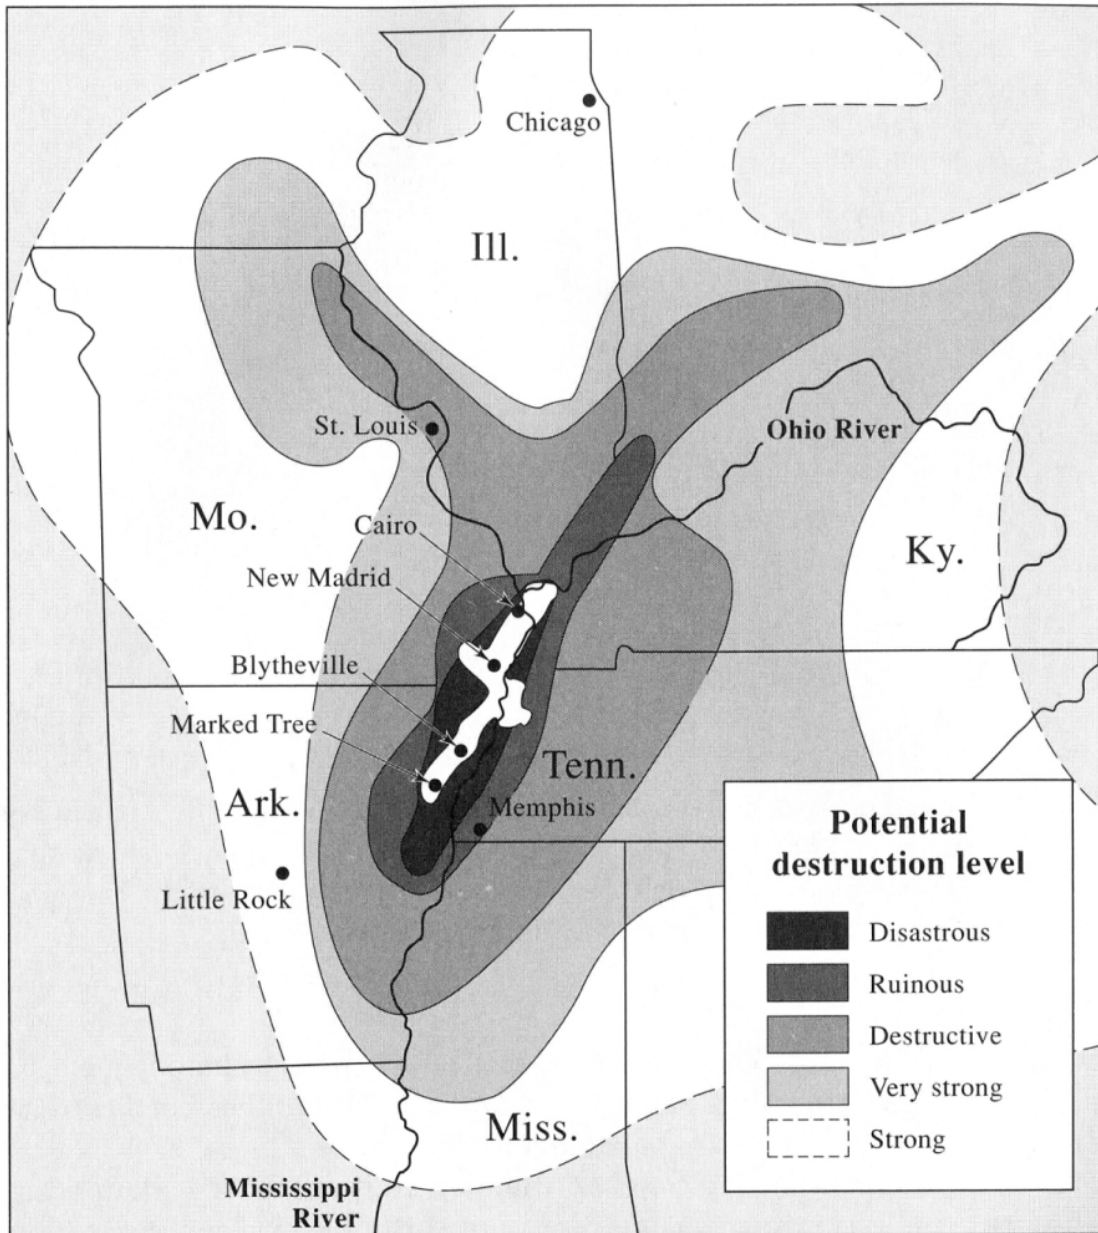 Chicago
Ill.
St. Louis
Ohio River
Mo.
Cairo
Ky.
New Madrid
Blytheville
Marked Tree
Tenn.
Ark.
Memphis
Little Rock
Miss.
Mississippi
River
Potential
destruction level
Disastrous
Ruinous
Destructive
Very strong
Strong